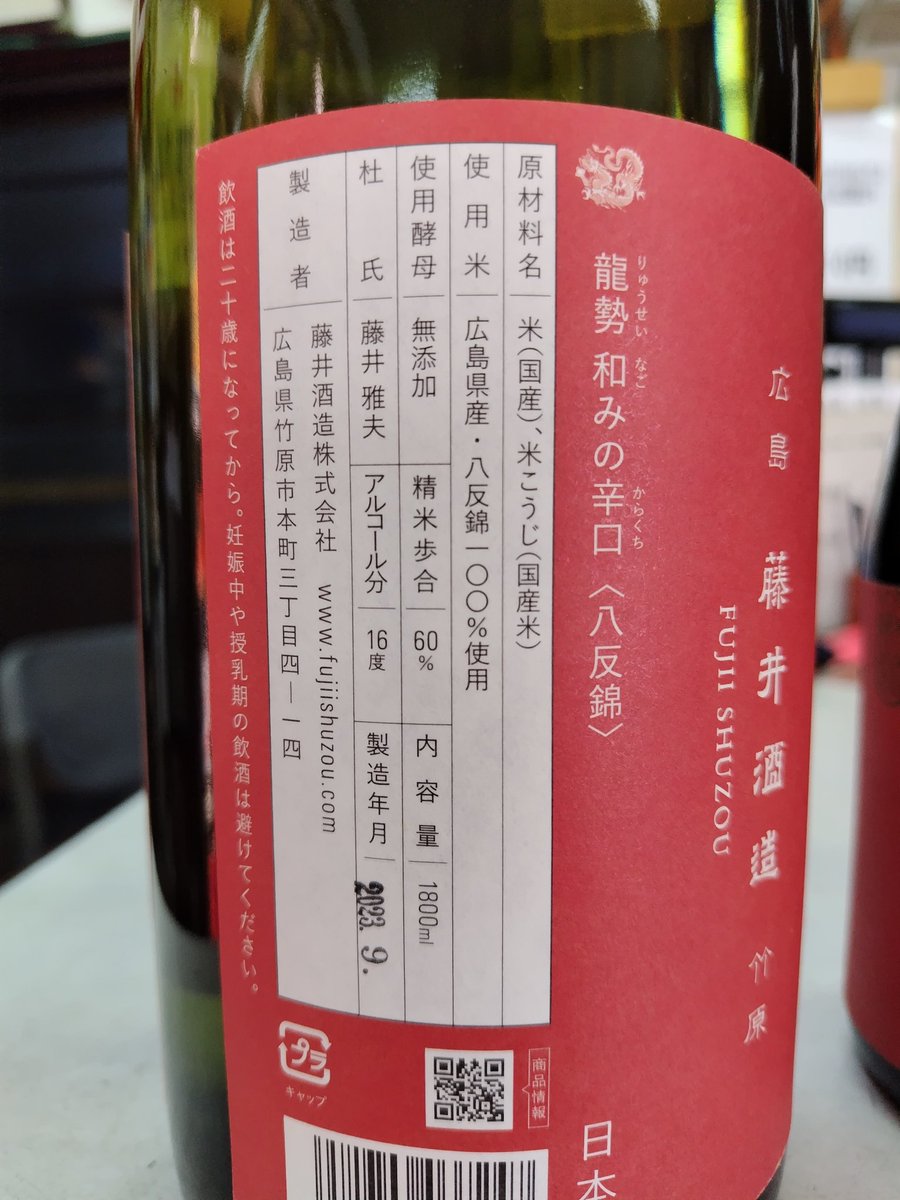 広島 藤井酒造 竹原
FUJII SHUZOU
りゅうせい なご からくち
龍勢 和みの辛口〈八反錦〉
原材料名 米(国産)、米こうじ(国産米)
使用米 広島県産・八反錦一〇〇%使用
使用酵母 無添加 精米歩合 60% 内容量 1800ml
杜氏 藤井雅夫 アルコール分 16度 製造年月 2023.9.
製造者 藤井酒造株式会社 www.fujiishuzou.com
広島県竹原市本町三丁目四―一四
飲酒は二十歳になってから。妊娠中や授乳期の飲酒は避けてください。
プラ
キャップ
商品情報
日本